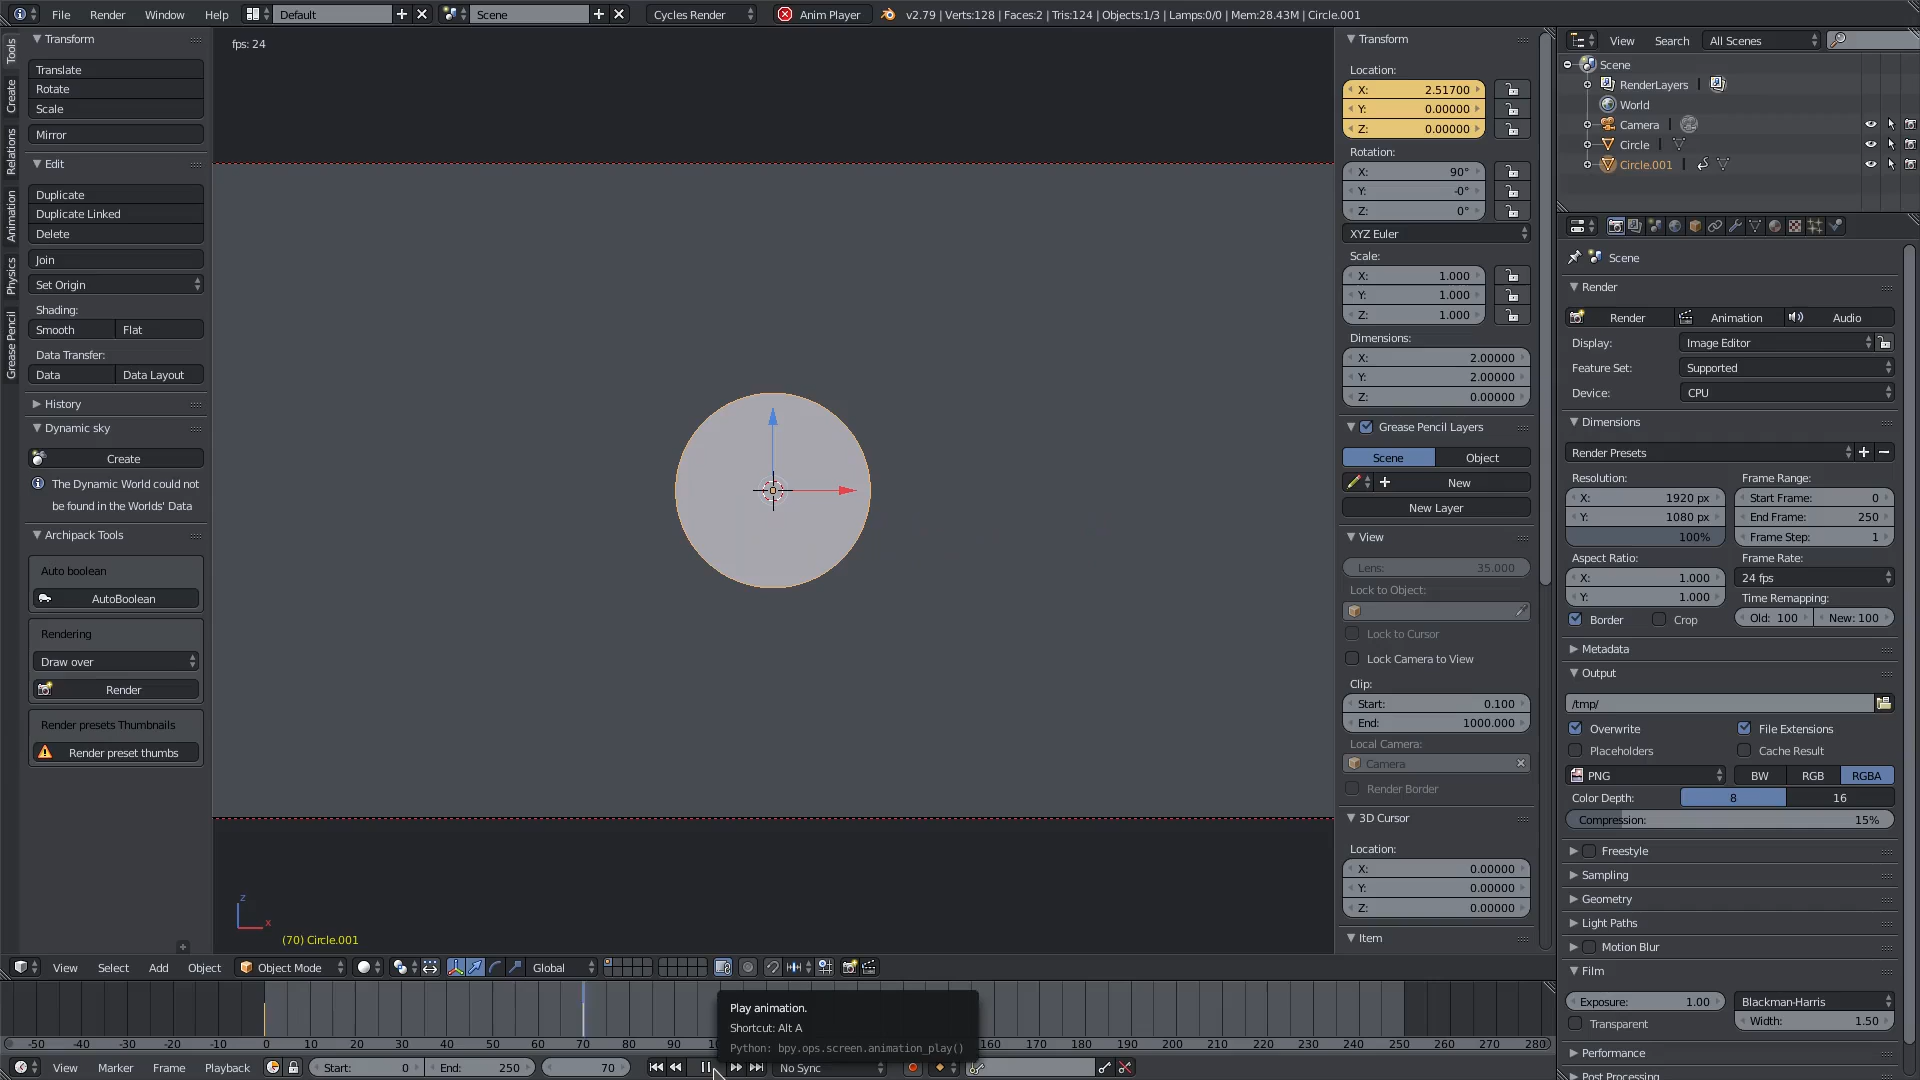 File Render Window Help Default Scene Cycles Render Anim Player v2.79 | Verts:128 | Faces:2 | Tris:124 | Objects:1/3 | Lamps:0/0 | Mem:28.43M | Circle.001
Tools
Create
Relations
Animation
Physics
Grease Pencil
Transform
Translate
Rotate
Scale
Mirror
Edit
Duplicate
Duplicate Linked
Delete
Join
Set Origin
Shading:
Smooth Flat
Data Transfer:
Data Data Layout
History
Dynamic sky
Create
The Dynamic World could not
be found in the Worlds' Data
Archipack Tools
Auto boolean
AutoBoolean
Rendering
Draw over
Render
Render presets Thumbnails
Render preset thumbs
fps: 24
z
x
(70) Circle.001
Transform
Location:
X: 2.51700
Y: 0.00000
Z: 0.00000
Rotation:
X: 90°
Y: -0°
Z: 0°
XYZ Euler
Scale:
X: 1.000
Y: 1.000
Z: 1.000
Dimensions:
X: 2.00000
Y: 2.00000
Z: 0.00000
Grease Pencil Layers
Scene Object
New
New Layer
View
Lens: 35.000
Lock to Object:
Lock to Cursor
Lock Camera to View
Clip:
Start: 0.100
End: 1000.000
Local Camera:
Camera
Render Border
3D Cursor
Location:
X: 0.00000
Y: 0.00000
Z: 0.00000
Item
View Search All Scenes
Scene
RenderLayers
World
Camera
Circle
Circle.001
Scene
Render
Render Animation Audio
Display: Image Editor
Feature Set: Supported
Device: CPU
Dimensions
Render Presets
Resolution: Frame Range:
X: 1920 px Start Frame: 0
Y: 1080 px End Frame: 250
100% Frame Step: 1
Aspect Ratio: Frame Rate:
X: 1.000 24 fps
Y: 1.000 Time Remapping:
Border Crop Old: 100 New: 100
Metadata
Output
/tmp/
Overwrite File Extensions
Placeholders Cache Result
PNG BW RGB RGBA
Color Depth: 8 16
Compression: 15%
Freestyle
Sampling
Geometry
Light Paths
Motion Blur
Film
Exposure: 1.00 Blackman-Harris
Transparent Width: 1.50
Performance
Post Processing
View Select Add Object Object Mode Global
Play animation.
Shortcut: Alt A
Python: bpy.ops.screen.animation_play()
-50 -40 -30 -20 -10 0 10 20 30 40 50 60 70 80 90 160 170 180 190 200 210 220 230 240 250 260 270 280
View Marker Frame Playback Start: 0 End: 250 70 No Sync